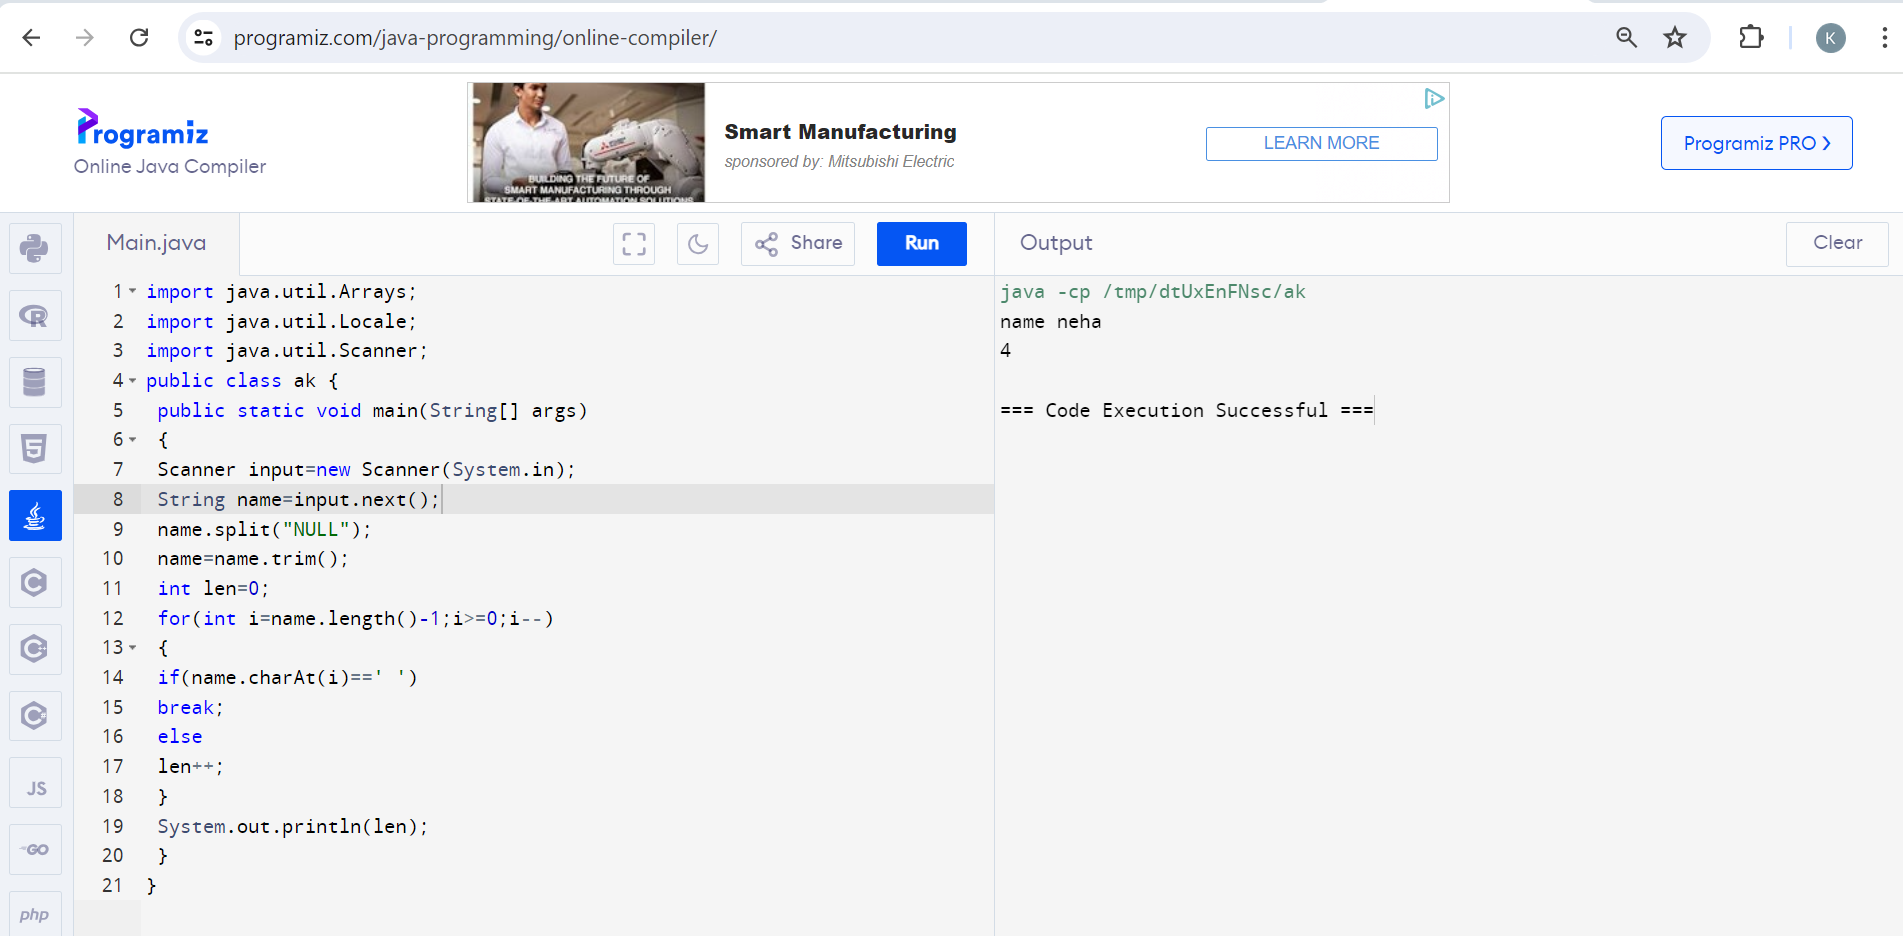 programiz.com/java-programming/online-compiler/
K
Programiz
Online Java Compiler
BUILDING THE FUTURE OF
SMART MANUFACTURING THROUGH
STATE-OF-THE-ART AUTOMATION SOLUTIONS
Smart Manufacturing
sponsored by: Mitsubishi Electric
LEARN MORE
Programiz PRO
Main.java
Share
Run
Output
Clear
1 import java.util.Arrays;
2 import java.util.Locale;
3 import java.util.Scanner;
4 public class ak {
5 public static void main(String[] args)
6 {
7 Scanner input=new Scanner(System.in);
8 String name=input.next();
9 name.split("NULL");
10 name=name.trim();
11 int len=0;
12 for(int i=name.length()-1;i>=0;i--)
13 {
14 if(name.charAt(i)==' ')
15 break;
16 else
17 len++;
18 }
19 System.out.println(len);
20 }
21 }
java -cp /tmp/dtUxEnFNsc/ak
name neha
4
=== Code Execution Successful ===
R
5
C
C++
C#
JS
GO
php